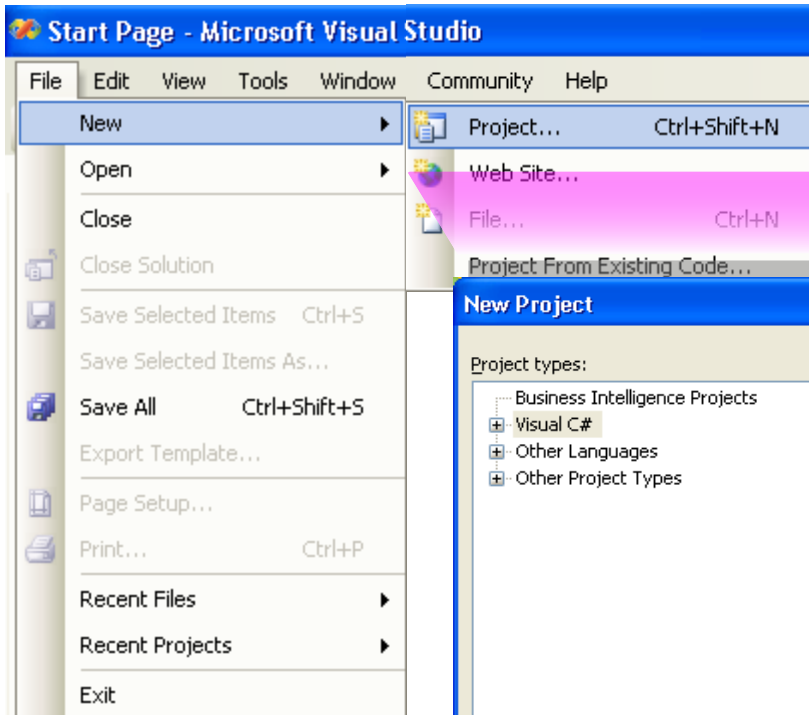 Start Page - Microsoft Visual Studio
File Edit View Tools Window Community Help
New
Project... Ctrl+Shift+N
Open
Web Site...
Close
File... Ctrl+N
Close Solution
Project From Existing Code...
Save Selected Items Ctrl+S
Save Selected Items As...
Save All Ctrl+Shift+S
Export Template...
Page Setup...
Print... Ctrl+P
Recent Files
Recent Projects
Exit
New Project
Project types:
Business Intelligence Projects
Visual C#
Other Languages
Other Project Types